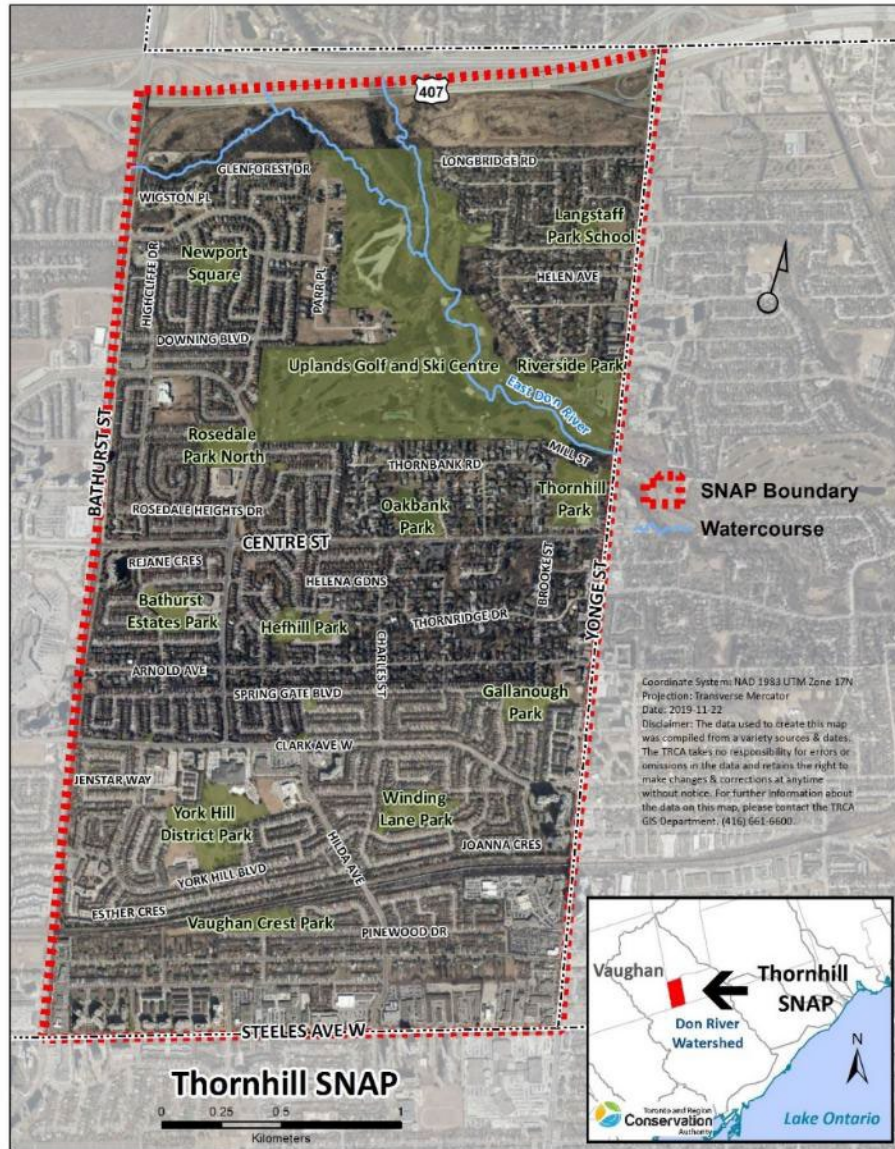 407
LONGBRIDGE RD
GLENFOREST DR
WIGSTON PL
Langstaff
Park School
Newport
Square
HIGHCLIFFE DR
PARR PL
HELEN AVE
DOWNING BLVD
Uplands Golf and Ski Centre
Riverside Park
East Don River
BATHURST ST
Rosedale
Park North
MILL ST
THORNBANK RD
Thornhill
Park
SNAP Boundary
Watercourse
ROSEDALE HEIGHTS DR
Oakbank
Park
CENTRE ST
REJANE CRES
HELENA GDNS
BROOKE ST
YONGE ST
Bathurst
Estates Park
Hefhill Park
THORNRIDGE DR
CHARLES ST
ARNOLD AVE
SPRING GATE BLVD
Gallanough
Park
Coordinate System: NAD 1983 UTM Zone 17N
Projection: Transverse Mercator
Date: 2019-11-22
Disclaimer: The data used to create this map
was compiled from a variety sources & dates.
The TRCA takes no responsibility for errors or
omissions in the data and retains the right to
make changes & corrections at anytime
without notice. For further information about
the data on this map, please contact the TRCA
GIS Department. (416) 661-6600.
CLARK AVE W
JENSTAR WAY
York Hill
District Park
Winding
Lane Park
HILDA AVE
JOANNA CRES
YORK HILL BLVD
ESTHER CRES
Vaughan Crest Park
PINEWOOD DR
STEELES AVE W
Vaughan
Thornhill
SNAP
Don River
Watershed
N
Lake Ontario
Toronto and Region
Conservation
Authority
Thornhill SNAP
0 0.25 0.5 1
Kilometers